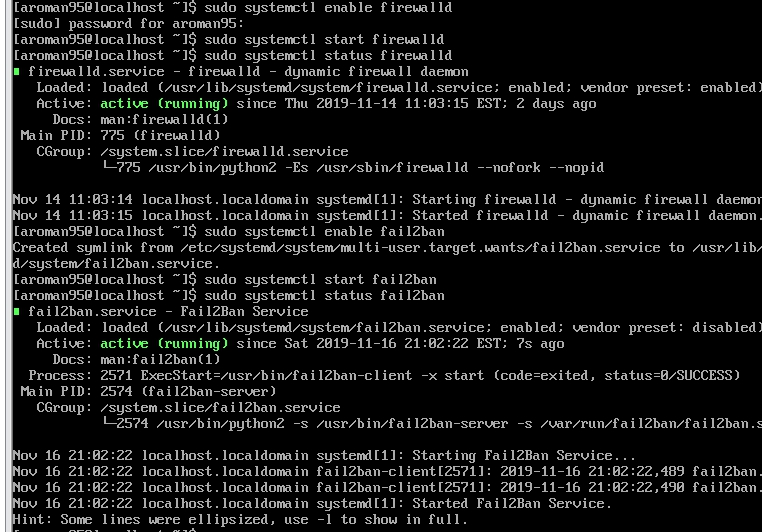 [aroman95@localhost ~]$ sudo systemctl enable firewalld
[sudo] password for aroman95:
[aroman95@localhost ~]$ sudo systemctl start firewalld
[aroman95@localhost ~]$ sudo systemctl status firewalld
firewalld.service - firewalld - dynamic firewall daemon
Loaded: loaded (/usr/lib/systemd/system/firewalld.service; enabled; vendor preset: enabled)
Active: active (running) since Thu 2019-11-14 11:03:15 EST; 2 days ago
Docs: man:firewalld(1)
Main PID: 775 (firewalld)
CGroup: /system.slice/firewalld.service
└─775 /usr/bin/python2 -Es /usr/sbin/firewalld --nofork --nopid
Nov 14 11:03:14 localhost.localdomain systemd[1]: Starting firewalld - dynamic firewall daemon
Nov 14 11:03:15 localhost.localdomain systemd[1]: Started firewalld - dynamic firewall daemon.
[aroman95@localhost ~]$ sudo systemctl enable fail2ban
Created symlink from /etc/systemd/system/multi-user.target.wants/fail2ban.service to /usr/lib/
d/system/fail2ban.service.
[aroman95@localhost ~]$ sudo systemctl start fail2ban
[aroman95@localhost ~]$ sudo systemctl status fail2ban
fail2ban.service - Fail2Ban Service
Loaded: loaded (/usr/lib/systemd/system/fail2ban.service; enabled; vendor preset: disabled)
Active: active (running) since Sat 2019-11-16 21:02:22 EST; 7s ago
Docs: man:fail2ban(1)
Process: 2571 ExecStart=/usr/bin/fail2ban-client -x start (code=exited, status=0/SUCCESS)
Main PID: 2574 (fail2ban-server)
CGroup: /system.slice/fail2ban.service
└─2574 /usr/bin/python2 -s /usr/bin/fail2ban-server -s /var/run/fail2ban/fail2ban.s
Nov 16 21:02:22 localhost.localdomain systemd[1]: Starting Fail2Ban Service...
Nov 16 21:02:22 localhost.localdomain fail2ban-client[2571]: 2019-11-16 21:02:22,489 fail2ban.
Nov 16 21:02:22 localhost.localdomain fail2ban-client[2571]: 2019-11-16 21:02:22,490 fail2ban.
Nov 16 21:02:22 localhost.localdomain systemd[1]: Started Fail2Ban Service.
Hint: Some lines were ellipsized, use -l to show in full.